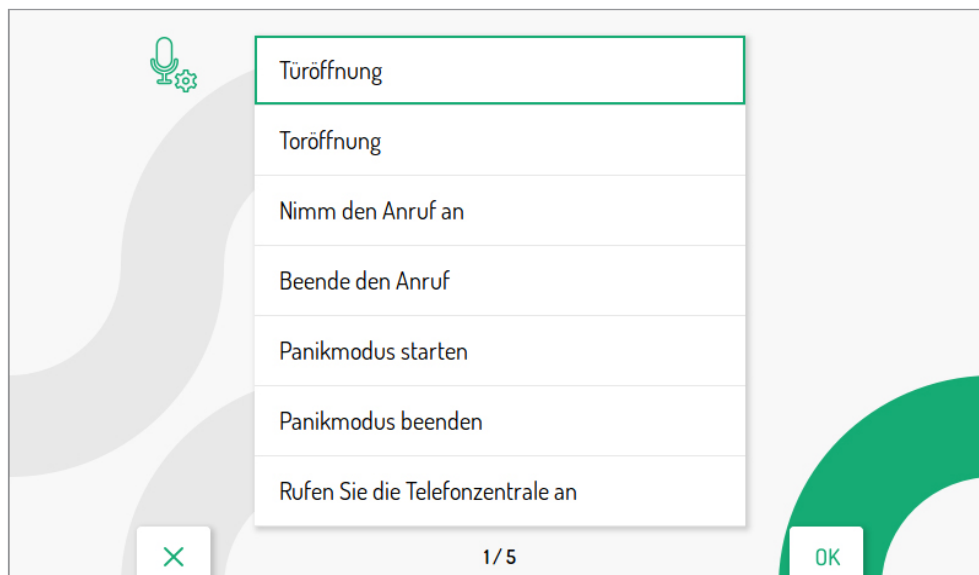 Türöffnung
Toröffnung
Nimm den Anruf an
Beende den Anruf
Panikmodus starten
Panikmodus beenden
Rufen Sie die Telefonzentrale an
1 / 5
OK